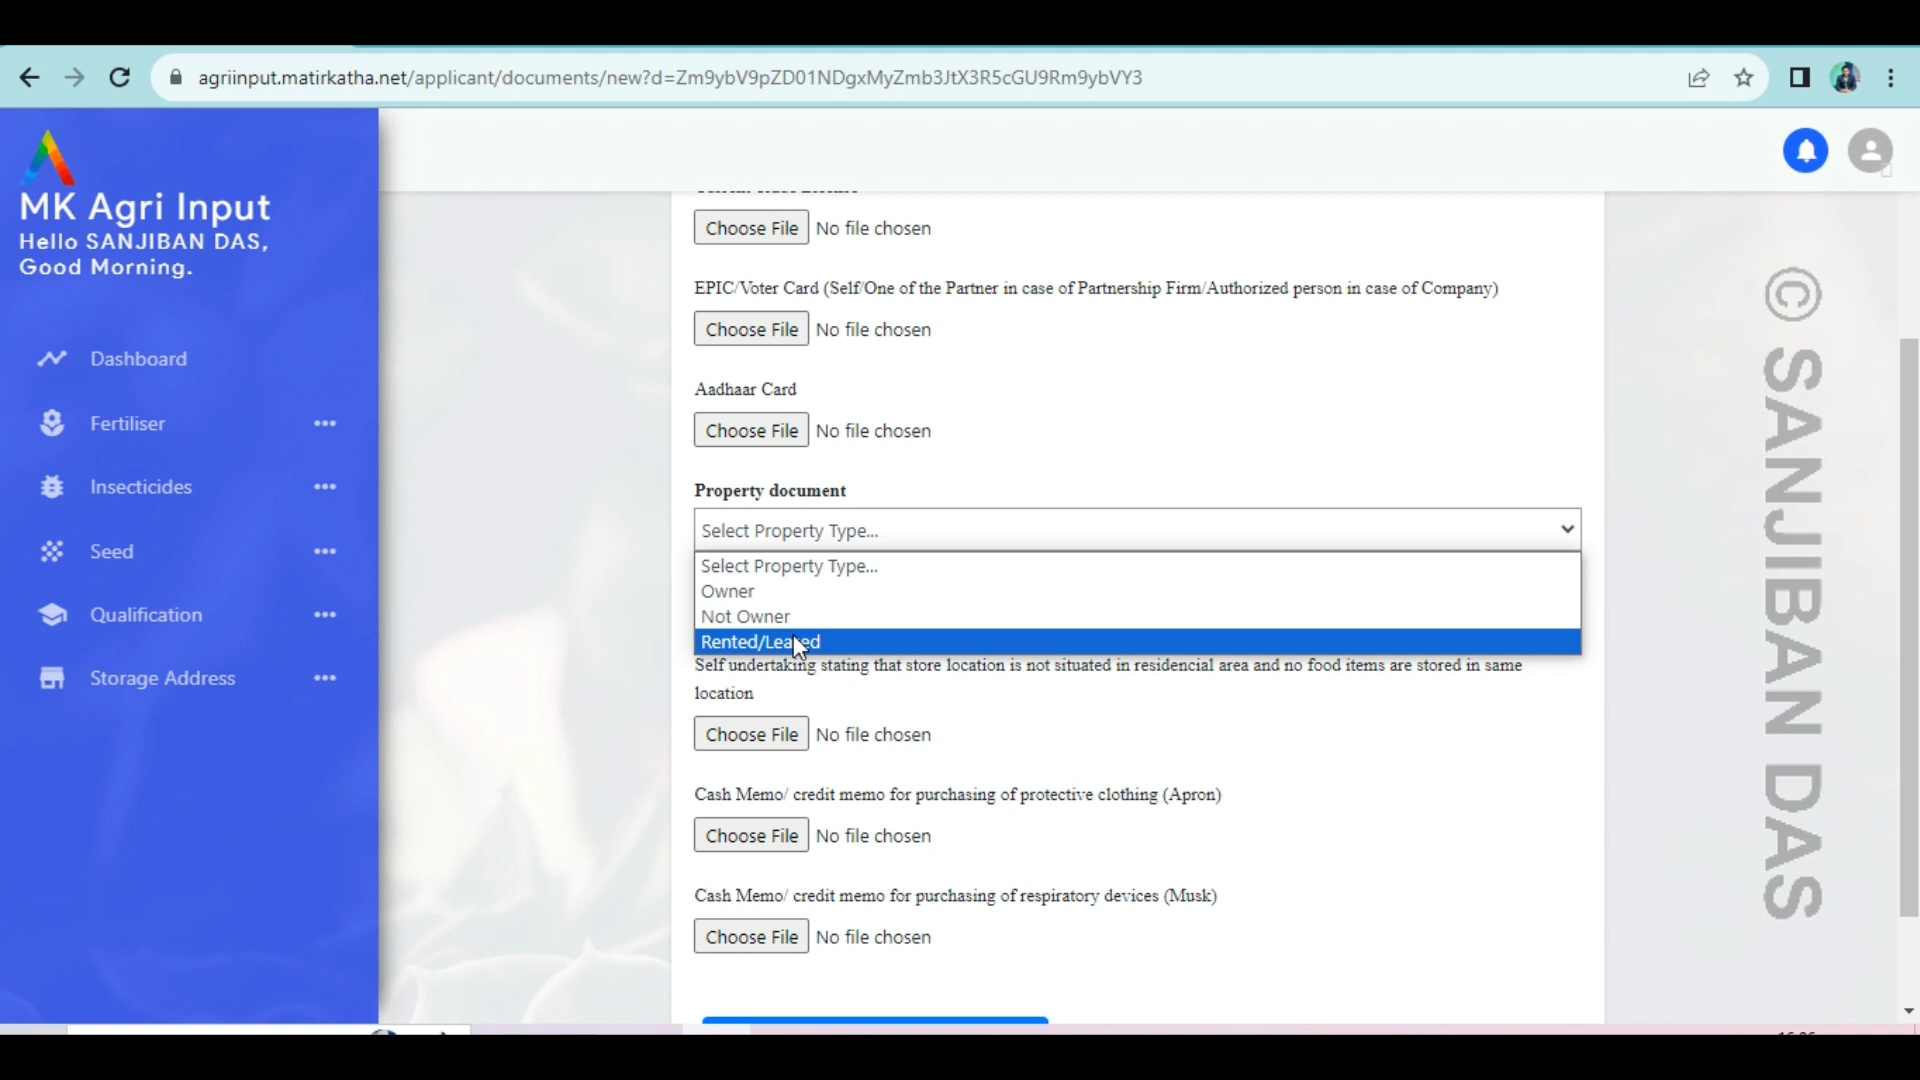 agriinput.matirkatha.net/applicant/documents/new?d=Zm9ybV9pZD01NDgxMyZmb3JtX3R5cGU9Rm9ybVY3
MK Agri Input
Hello SANJIBAN DAS,
Good Morning.
Dashboard
Fertiliser
Insecticides
Seed
Qualification
Storage Address
Choose File No file chosen
EPIC/Voter Card (Self/One of the Partner in case of Partnership Firm/Authorized person in case of Company)
Choose File No file chosen
Aadhaar Card
Choose File No file chosen
Property document
Select Property Type...
Select Property Type...
Owner
Not Owner
Rented/Leased
Self undertaking stating that store location is not situated in residencial area and no food items are stored in same
location
Choose File No file chosen
Cash Memo/ credit memo for purchasing of protective clothing (Apron)
Choose File No file chosen
Cash Memo/ credit memo for purchasing of respiratory devices (Musk)
Choose File No file chosen
© SANJIBAN DAS